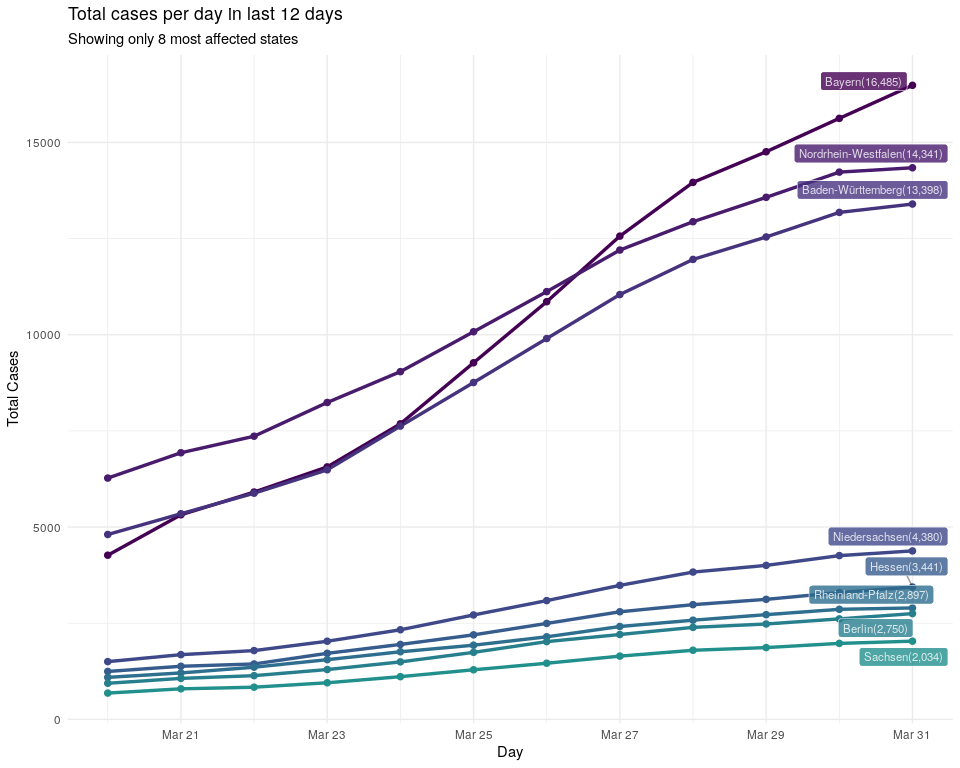 Total cases per day in last 12 days
Showing only 8 most affected states
Total Cases
15000
10000
5000
0
Bayern(16,485)
Nordrhein-Westfalen(14,341)
Baden-Württemberg(13,398)
Niedersachsen(4,380)
Hessen(3,441)
Rheinland-Pfalz(2,897)
Berlin(2,750)
Sachsen(2,034)
Mar 21
Mar 23
Mar 25
Mar 27
Mar 29
Mar 31
Day